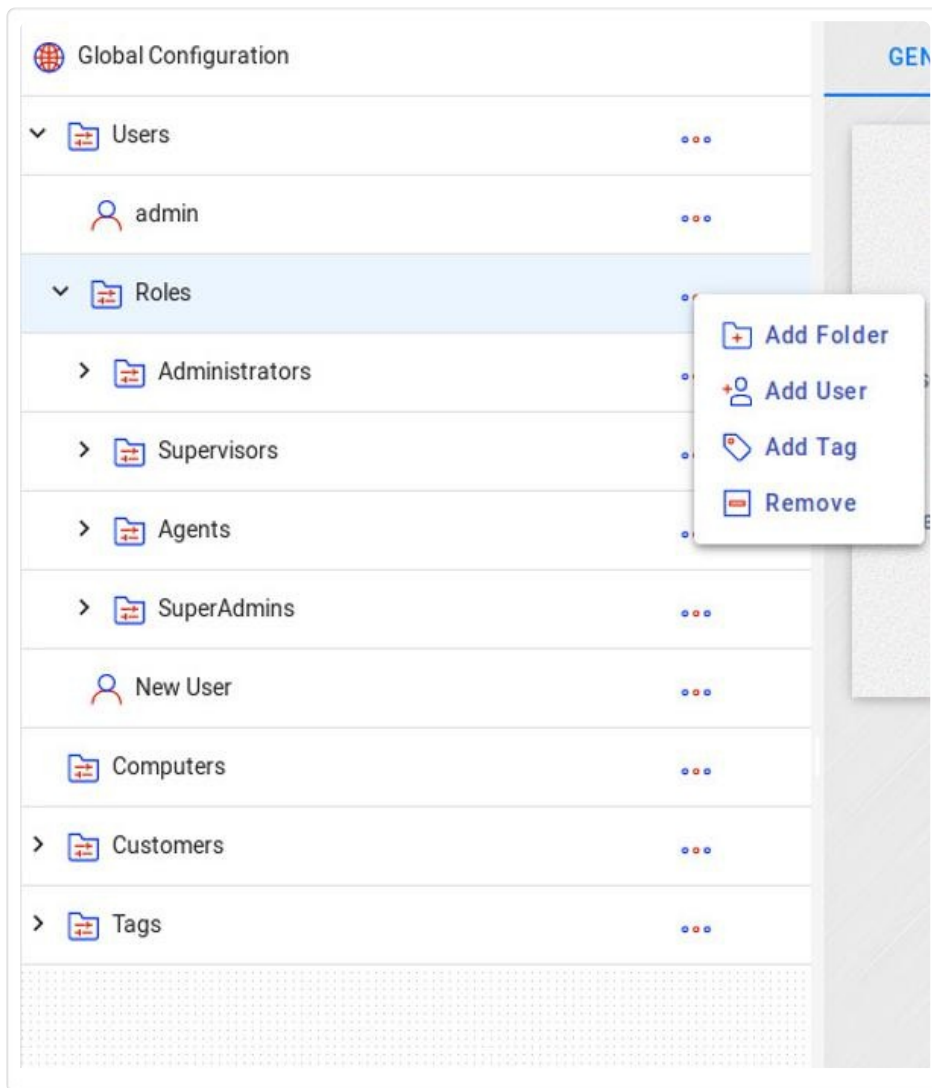 Global Configuration
GEN
Users
admin
Roles
Add Folder
Administrators
Add User
Supervisors
Add Tag
Remove
Agents
SuperAdmins
New User
Computers
Customers
Tags